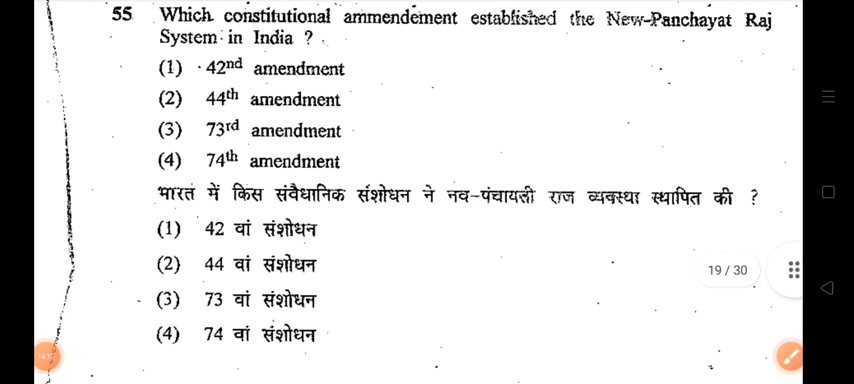 55 Which constitutional ammendement established the New-Panchayat Raj
System in India ?
(1) 42nd amendment
(2) 44th amendment
(3) 73rd amendment
(4) 74th amendment
भारत में किस संवैधानिक संशोधन ने नव-पंचायती राज व्यवस्था स्थापित की ?
(1) 42 वां संशोधन
(2) 44 वां संशोधन
19 / 30
(3) 73 वां संशोधन
(4) 74 वां संशोधन